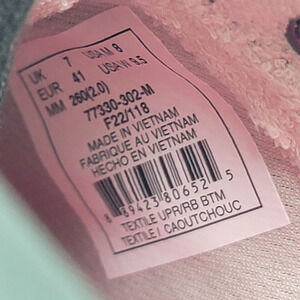 UK 7 USA M 8
EUR 41 USA W 9.5
MM 260(2.0)
77330-302-M
F22/118
MADE IN VIETNAM
FABRIQUE AU VIETNAM
HECHO EN VIETNAM
8 89423 80652 5
TEXTILE UPR/RB BTM
TEXTILE / CAOUTCHOUC